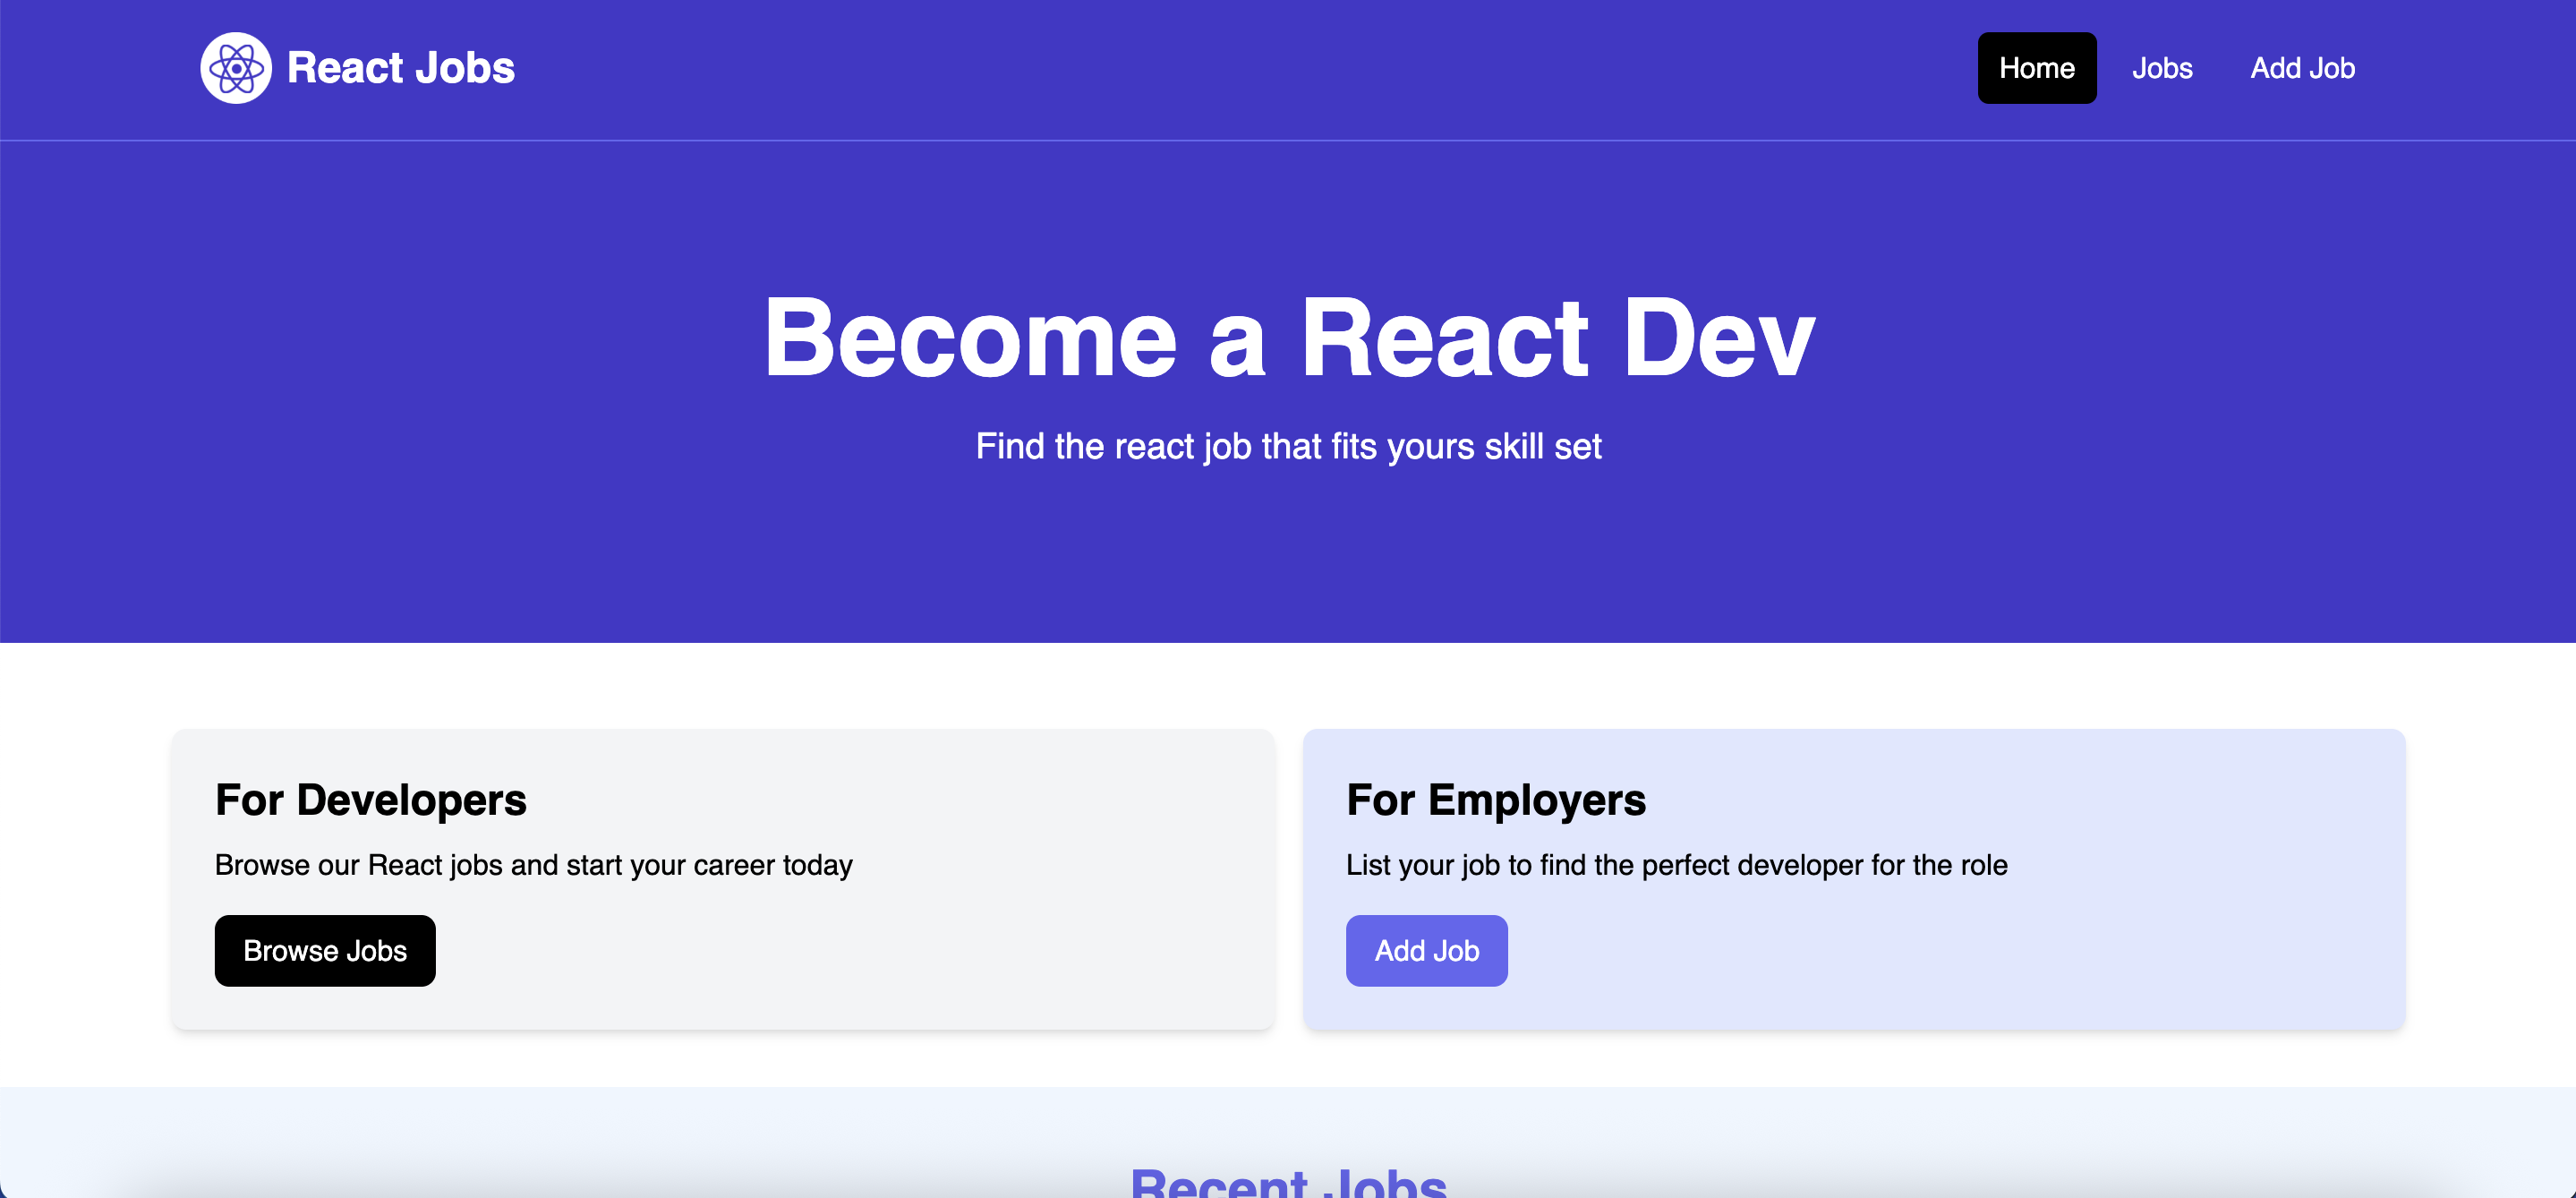 React Jobs
Home Jobs Add Job
Become a React Dev
Find the react job that fits yours skill set
For Developers
Browse our React jobs and start your career today
Browse Jobs
For Employers
List your job to find the perfect developer for the role
Add Job
Recent Jobs